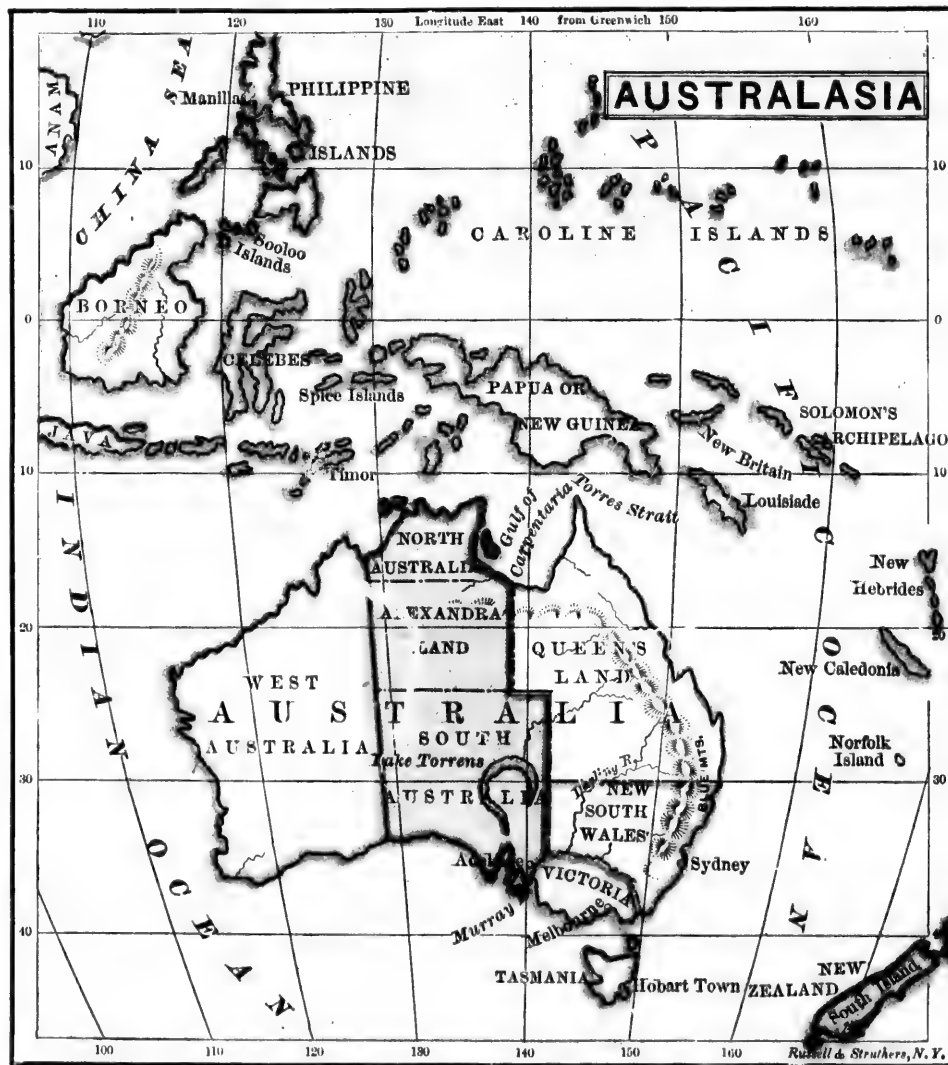 110 120 130 Longitude East 140 from Greenwich 150 160
AUSTRALASIA
ANAM
CHINA SEA
Manilla
PHILIPPINE
ISLANDS
PACIFIC OCEAN
10
CAROLINE ISLANDS
Sooloo
Islands
BORNEO
0
CELEBES
Spice Islands
PAPUA OR
NEW GUINEA
SOLOMON'S
ARCHIPELAGO
JAVA
New Britain
Timor
10
Louisiade
Torres Strait
Gulf of
Carpentaria
INDIAN OCEAN
NORTH
AUSTRALIA
New
Hebrides
ALEXANDRA
LAND
20
QUEEN'S
LAND
New Caledonia
WEST
AUSTRALIA
AUSTRALIA
SOUTH
AUSTRALIA
Lake Torrens
Norfolk
Island
30
Darling R.
BLUE MTS.
NEW
SOUTH
WALES
Sydney
VICTORIA
Murray
Melbourne
40
TASMANIA
Hobart Town
NEW
ZEALAND
South Island
100 110 120 130 140 150 160
Russell & Struthers, N. Y.